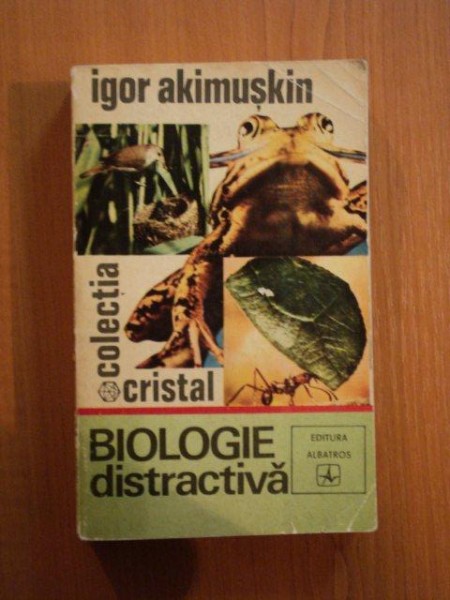 igor akimușkin
colecția
cristal
BIOLOGIE
distractivă
EDITURA
ALBATROS